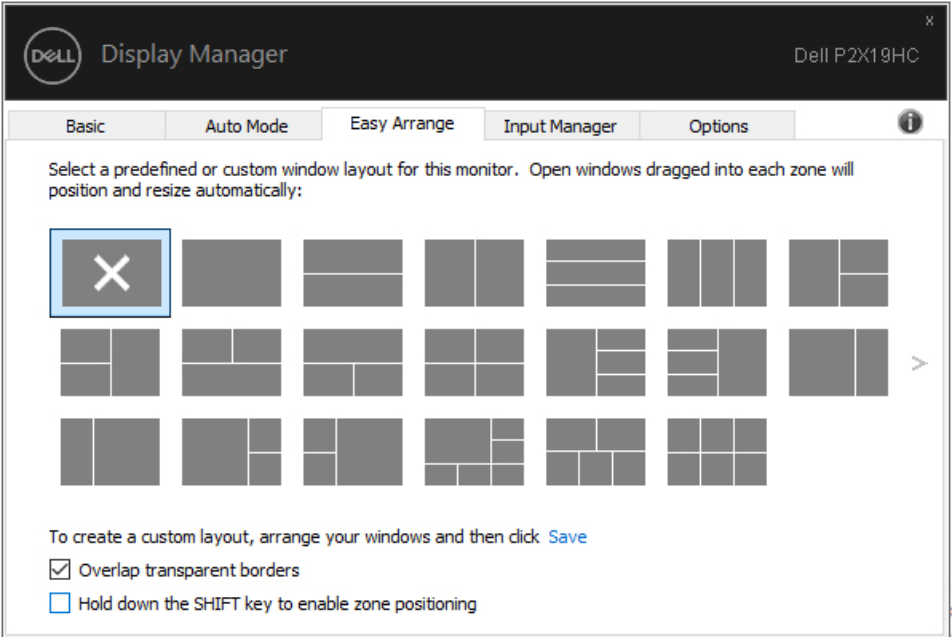 x
DELL Display Manager
Dell P2X19HC
Basic Auto Mode Easy Arrange Input Manager Options i
Select a predefined or custom window layout for this monitor. Open windows dragged into each zone will
position and resize automatically:
>
To create a custom layout, arrange your windows and then click Save
Overlap transparent borders
Hold down the SHIFT key to enable zone positioning